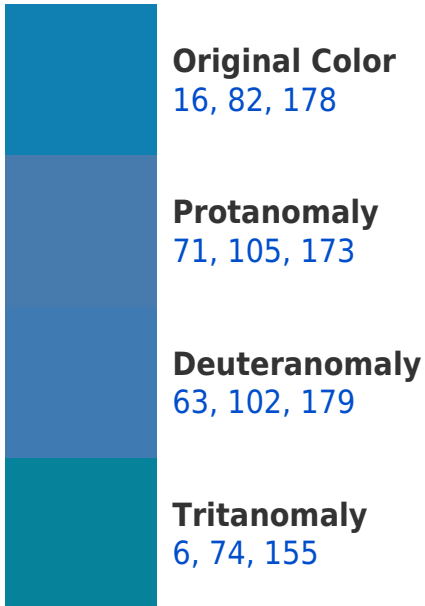 Original Color
16, 82, 178
Protanomaly
71, 105, 173
Deuteranomaly
63, 102, 179
Tritanomaly
6, 74, 155